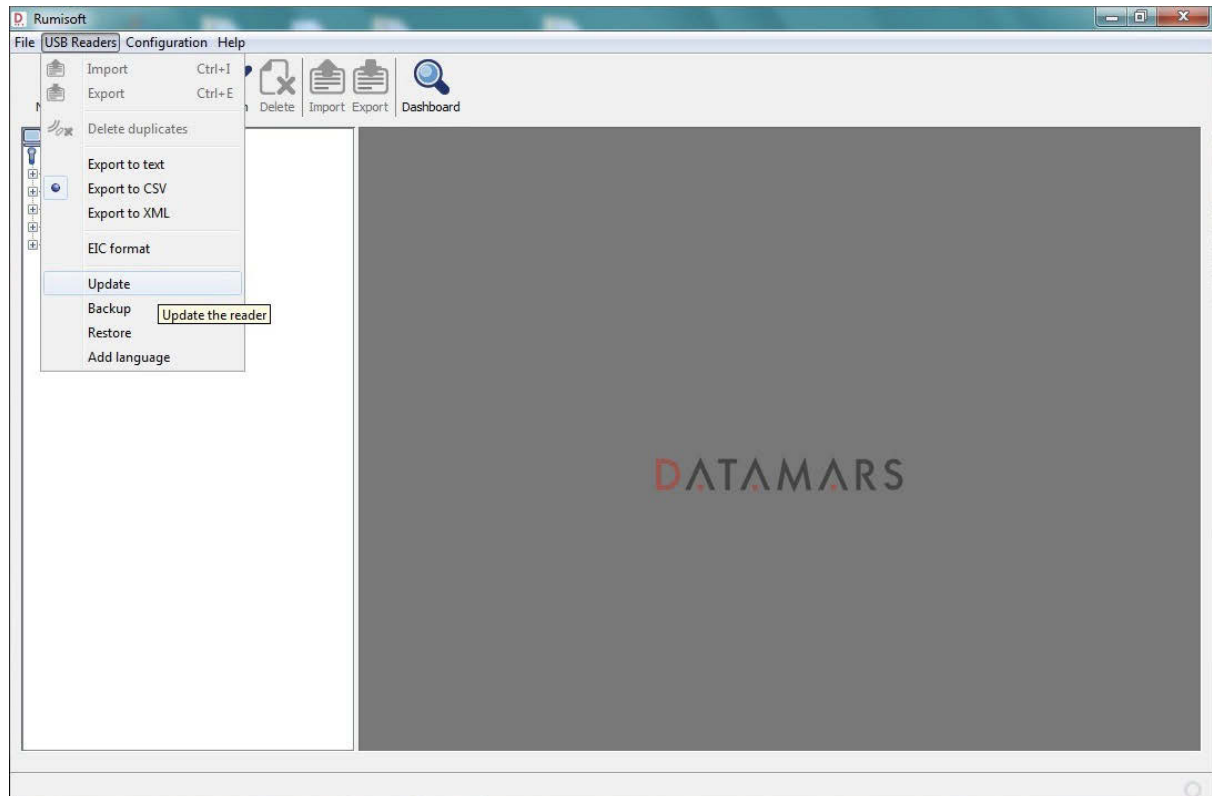 Rumisoft
File USB Readers Configuration Help
Import Ctrl+I
Export Ctrl+E
Delete Import Export Dashboard
Delete duplicates
Export to text
Export to CSV
Export to XML
EIC format
Update
Backup
Update the reader
Restore
Add language
DATAMARS